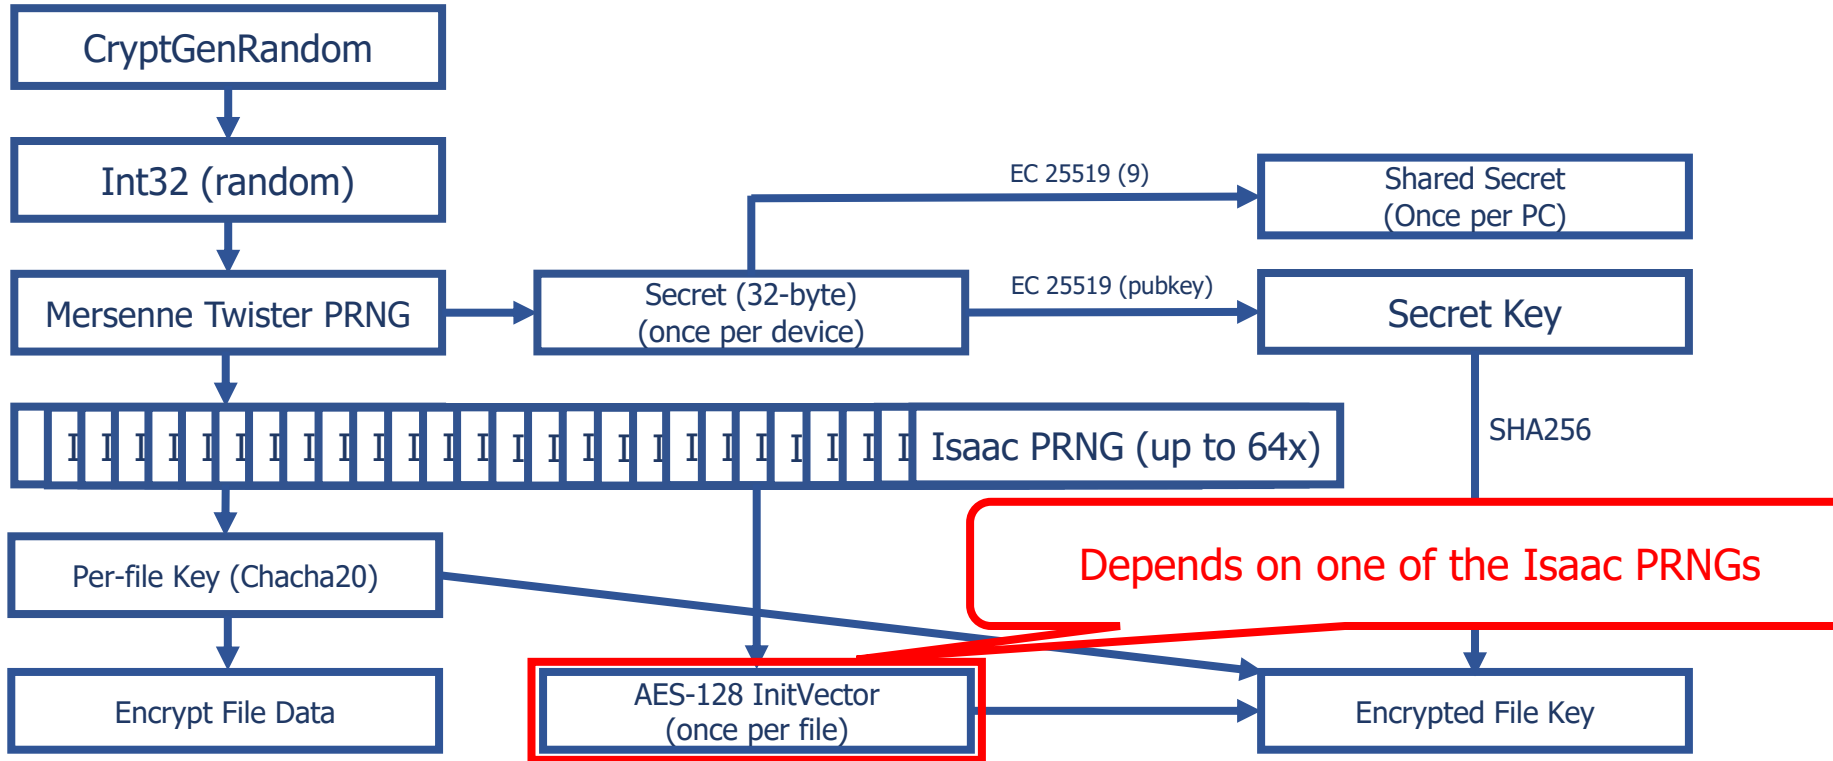 CryptGenRandom
Int32 (random)
EC 25519 (9)
Shared Secret
(Once per PC)
Mersenne Twister PRNG
Secret (32-byte)
(once per device)
EC 25519 (pubkey)
Secret Key
I I I I I I I I I I I I I I I I I I I I I I I I I Isaac PRNG (up to 64x)
SHA256
Depends on one of the Isaac PRNGs
Per-file Key (Chacha20)
Encrypt File Data
AES-128 InitVector
(once per file)
Encrypted File Key